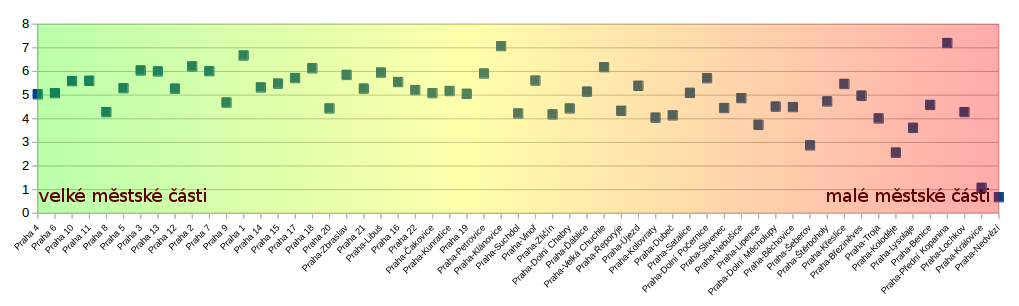 8
7
6
5
4
3
2
1
0
velké městské části
malé městské části
Praha 4
Praha 6
Praha 10
Praha 11
Praha 8
Praha 5
Praha 3
Praha 13
Praha 12
Praha 2
Praha 7
Praha 9
Praha 1
Praha 14
Praha 15
Praha 17
Praha 18
Praha 20
Praha-Zbraslav
Praha 21
Praha-Libuš
Praha 16
Praha 22
Praha-Čakovice
Praha-Kunratice
Praha 19
Praha-Petrovice
Praha-Klánovice
Praha-Suchdol
Praha-Vinoř
Praha-Zličín
Praha-Dolní Chabry
Praha-Ďáblice
Praha-Velká Chuchle
Praha-Řeporyje
Praha-Újezd
Praha-Kolovraty
Praha-Dubeč
Praha-Satalice
Praha-Dolní Počernice
Praha-Slivenec
Praha-Nebušice
Praha-Lipence
Praha-Dolní Měcholupy
Praha-Běchovice
Praha-Šeberov
Praha-Štěrboholy
Praha-Křeslice
Praha-Březiněves
Praha-Troja
Praha-Koloděje
Praha-Lysolaje
Praha-Benice
Praha-Přední Kopanina
Praha-Lochkov
Praha-Královice
Praha-Nedvězí